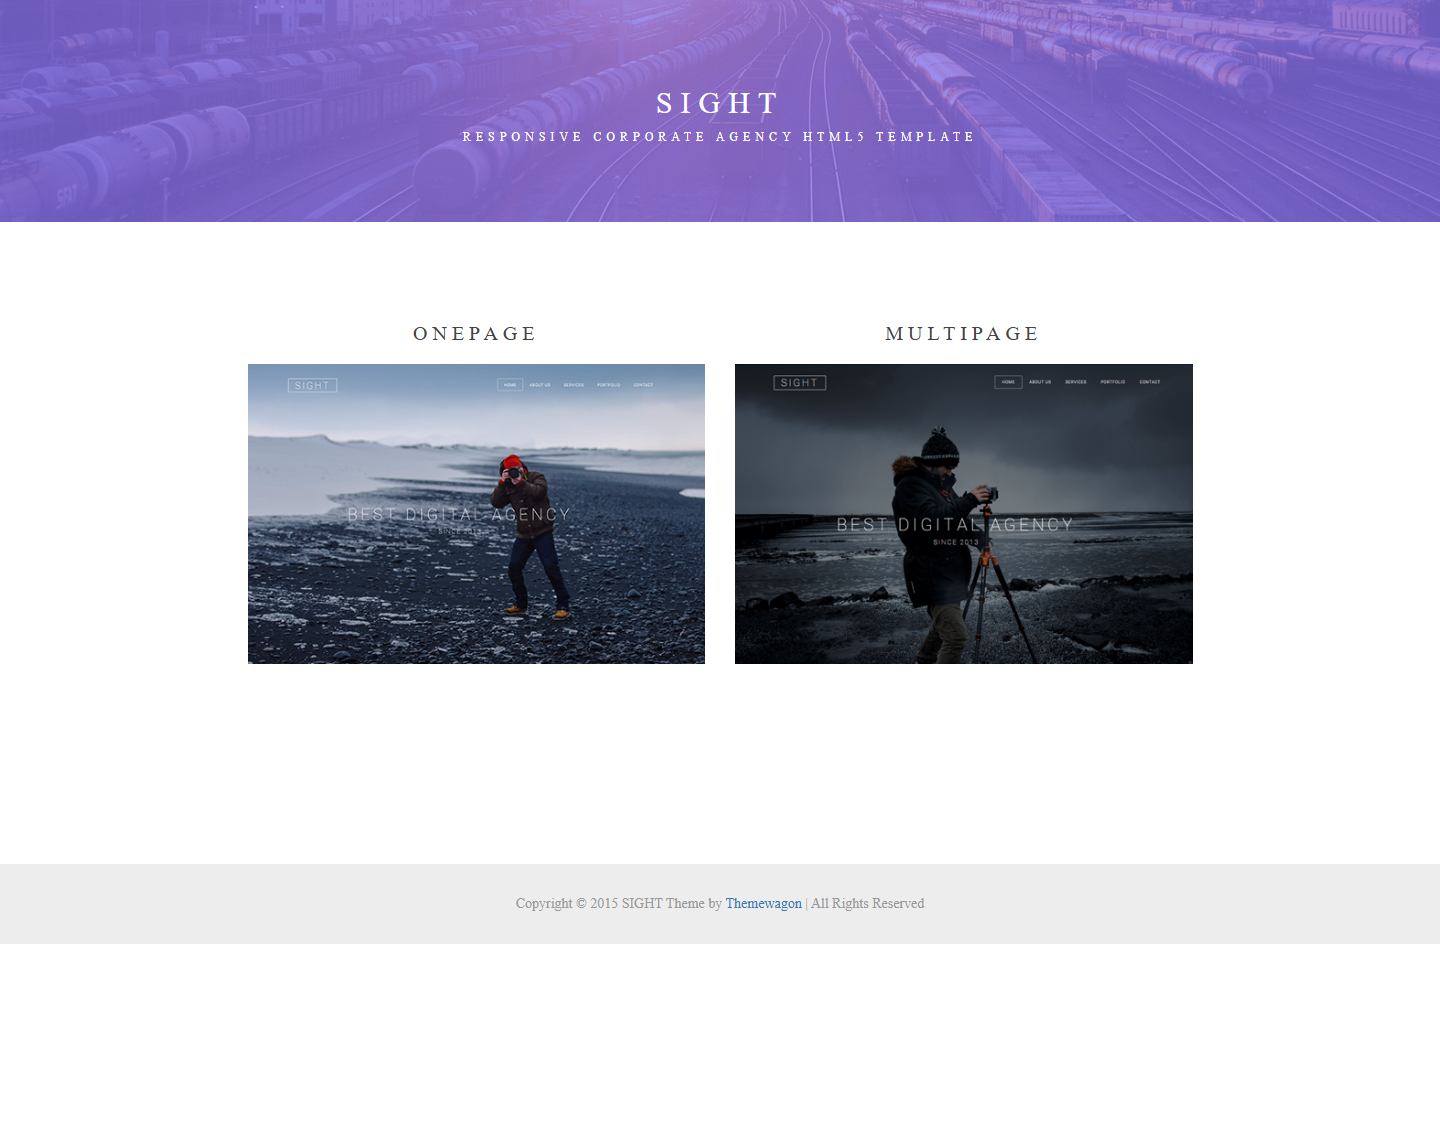 SIGHT
RESPONSIVE CORPORATE AGENCY HTML5 TEMPLATE
ONEPAGE
MULTIPAGE
SIGHT
HOME ABOUT US SERVICES PORTFOLIO CONTACT
BEST DIGITAL AGENCY
SINCE 2013
SIGHT
HOME ABOUT US SERVICES PORTFOLIO CONTACT
BEST DIGITAL AGENCY
SINCE 2013
Copyright © 2015 SIGHT Theme by Themewagon | All Rights Reserved